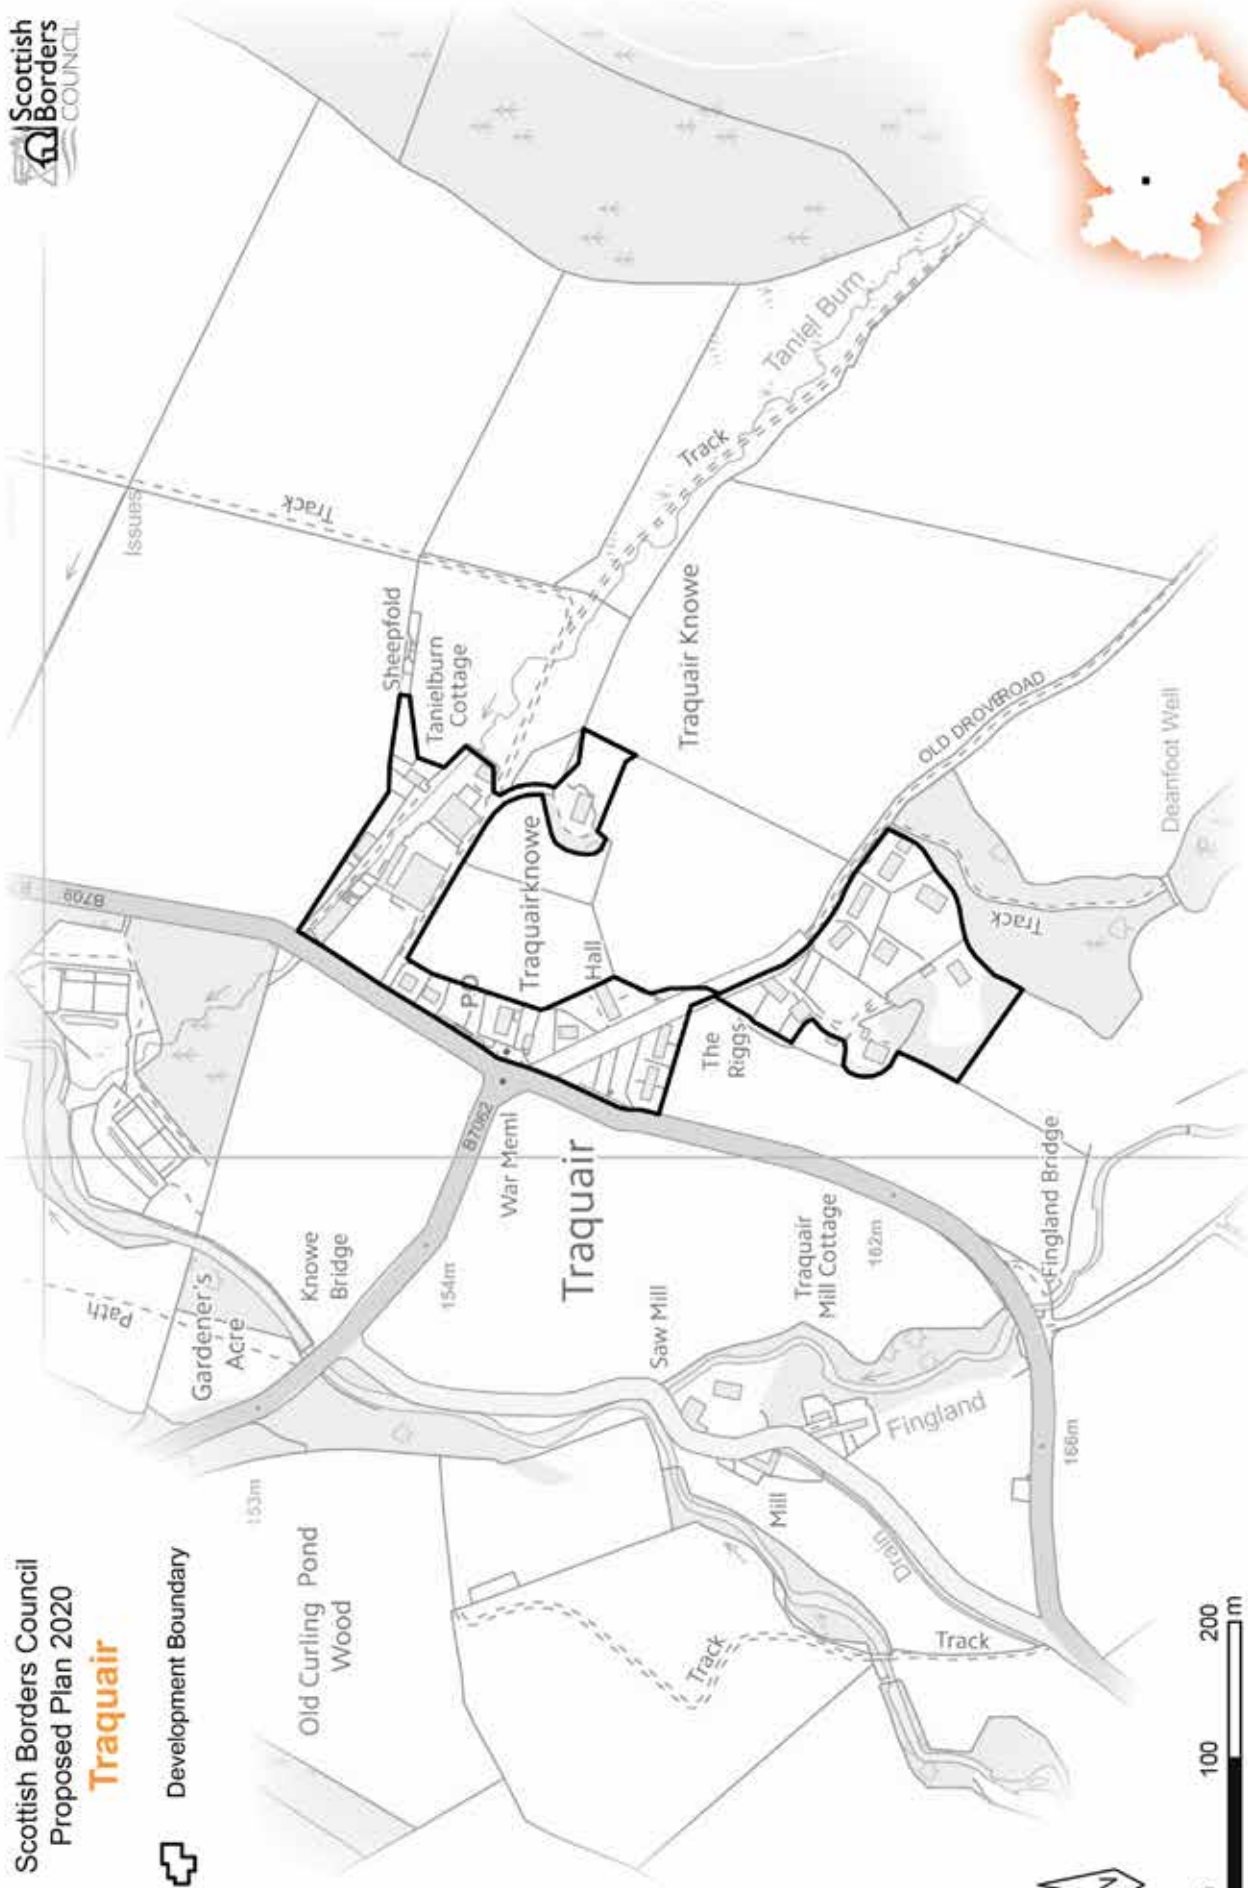 Scottish Borders Council
Proposed Plan 2020
Traquair
Development Boundary
Scottish
Borders
COUNCIL
Issues
Track
B709
Sheepfold
Tanielburn
Cottage
Taniel Burn
Track
Traquair Knowe
Traquairknowe
Hall
PO
OLD DROVE ROAD
Deanfoot Well
Track
The
Riggs
B7062
War Meml
Traquair
Path
Gardener's
Acre
Knowe
Bridge
154m
153m
Saw Mill
Traquair
Mill Cottage
162m
Fingland Bridge
Fingland
166m
Mill
Drain
Old Curling Pond
Wood
Track
Track
100
200
m